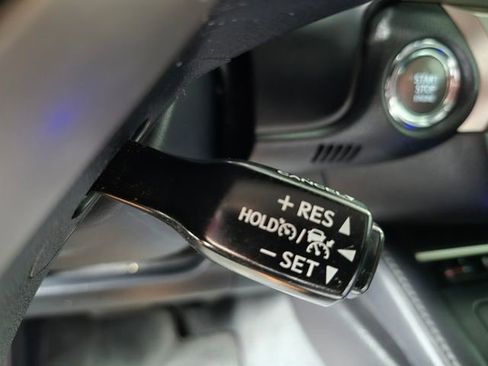 START
STOP
ENGINE
CANCEL
+ RES
HOLD /
- SET